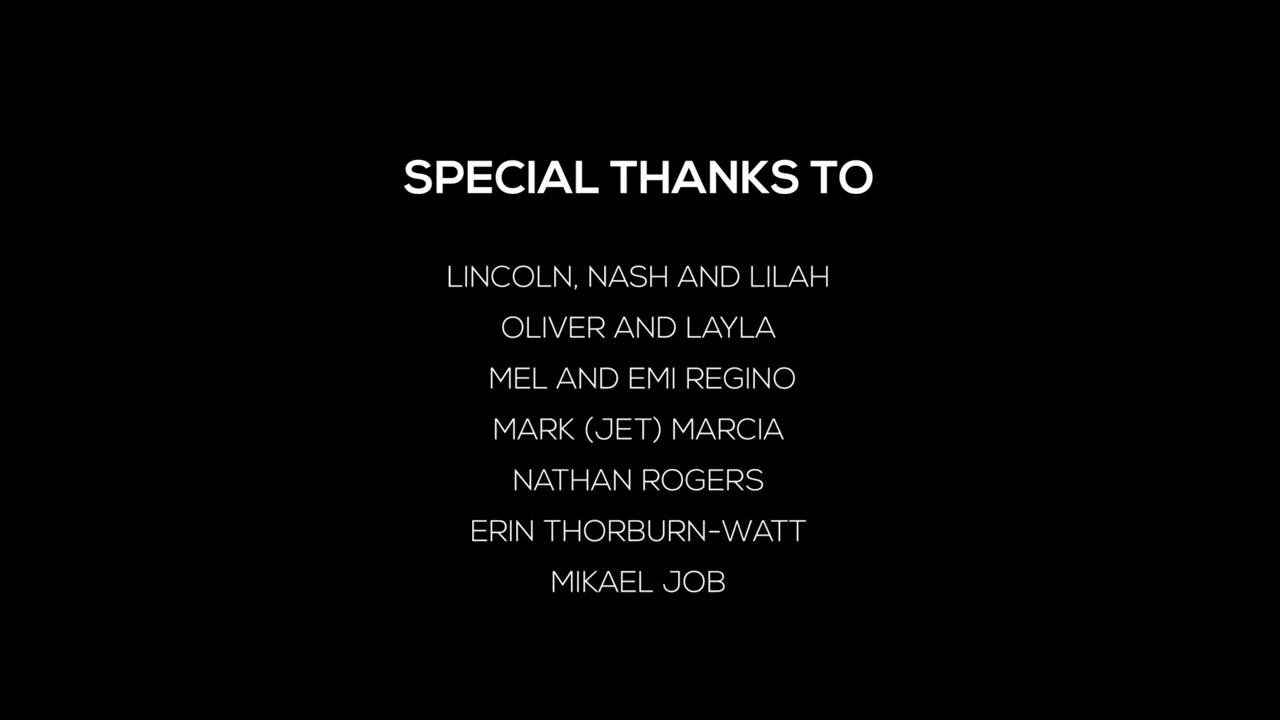 SPECIAL THANKS TO
LINCOLN, NASH AND LILAH
OLIVER AND LAYLA
MEL AND EMI REGINO
MARK (JET) MARCIA
NATHAN ROGERS
ERIN THORBURN-WATT
MIKAEL JOB